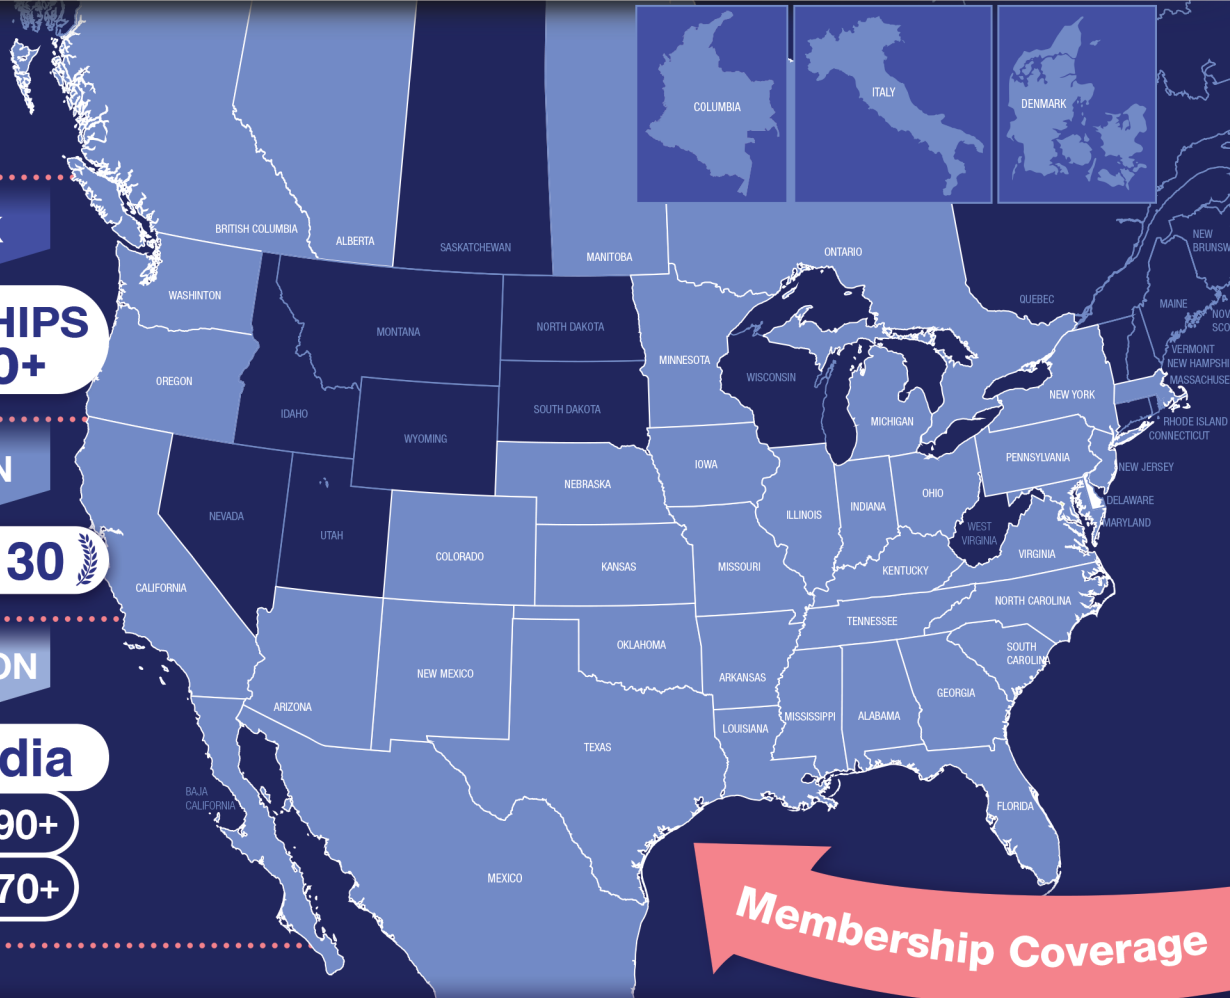 COLUMBIA
ITALY
DENMARK
BRITISH COLUMBIA
ALBERTA
SASKATCHEWAN
MANITOBA
ONTARIO
QUEBEC
NEW
BRUNSW
MAINE
NOV
SCO
VERMONT
NEW HAMPSHI
MASSACHUSE
RHODE ISLAND
CONNECTICUT
WASHINTON
MONTANA
NORTH DAKOTA
MINNESOTA
WISCONSIN
MICHIGAN
NEW YORK
HIPS
0+
OREGON
IDAHO
WYOMING
SOUTH DAKOTA
IOWA
PENNSYLVANIA
NEW JERSEY
N
NEVADA
UTAH
NEBRASKA
ILLINOIS
INDIANA
OHIO
WEST
VIRGINIA
DELAWARE
MARYLAND
VIRGINIA
30
CALIFORNIA
COLORADO
KANSAS
MISSOURI
KENTUCKY
NORTH CAROLINA
TENNESSEE
ON
ARIZONA
NEW MEXICO
OKLAHOMA
ARKANSAS
SOUTH
CAROLINA
GEORGIA
ALABAMA
MISSISSIPPI
LOUISIANA
TEXAS
FLORIDA
dia
90+
70+
BAJA
CALIFORNIA
MEXICO
Membership Coverage